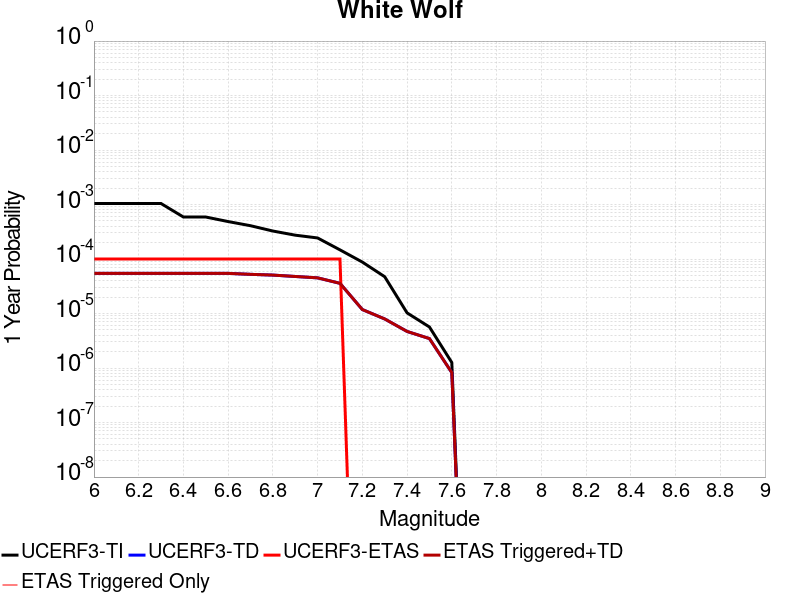 White Wolf
10^0
10^-1
10^-2
10^-3
10^-4
10^-5
10^-6
10^-7
10^-8
1 Year Probability
6 6.2 6.4 6.6 6.8 7 7.2 7.4 7.6 7.8 8 8.2 8.4 8.6 8.8 9
Magnitude
UCERF3-TI UCERF3-TD UCERF3-ETAS ETAS Triggered+TD
ETAS Triggered Only